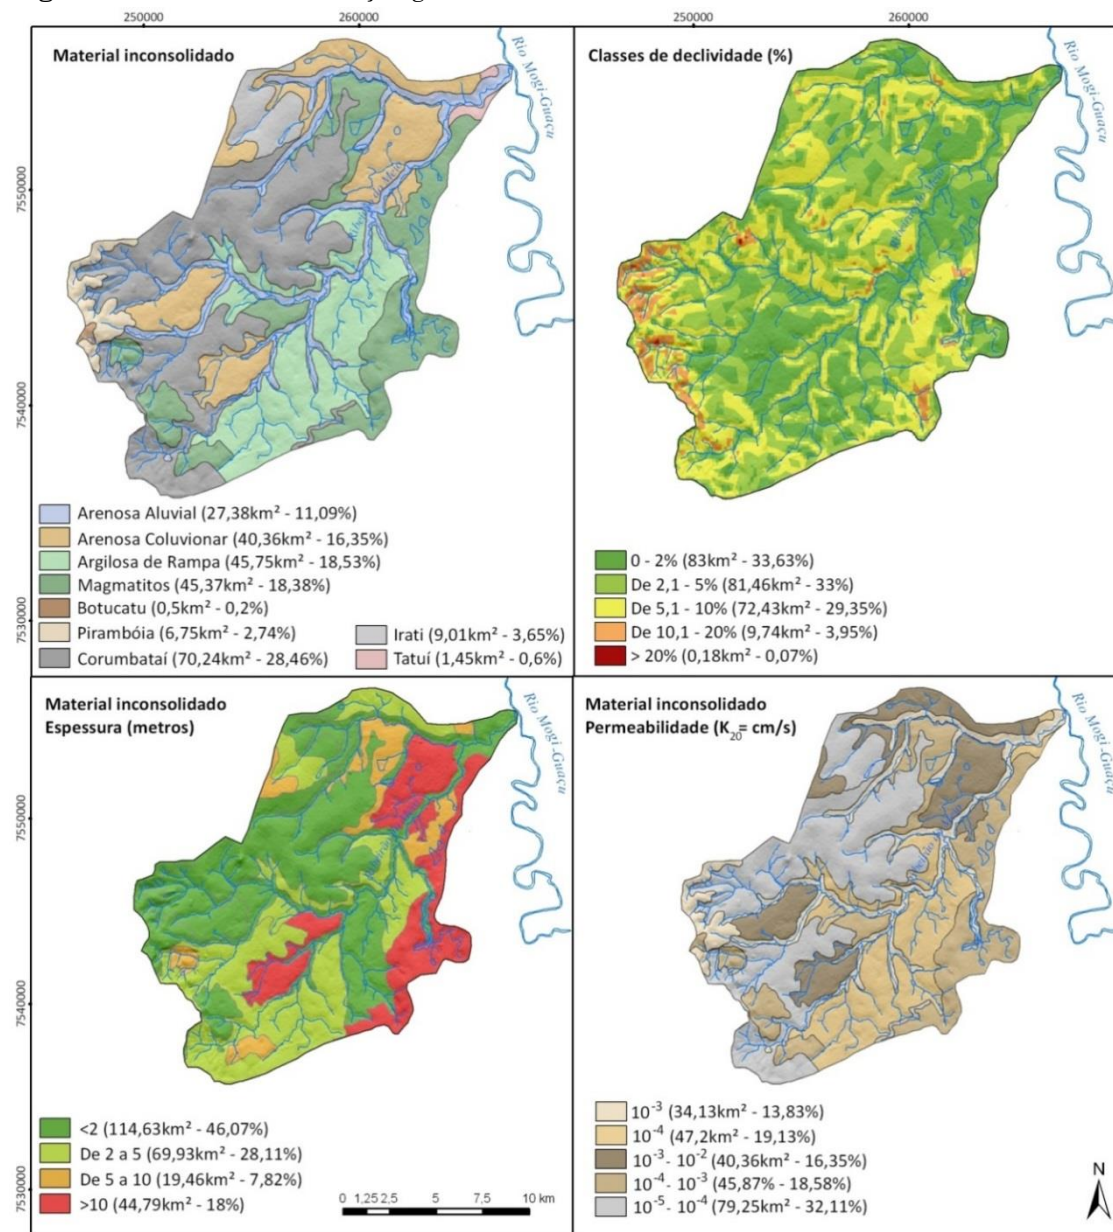 250000
260000
250000
260000
Material inconsolidado
Rio Mogi-Guaçu
7550000
7540000
7530000
Arenosa Aluvial (27,38km² - 11,09%)
Arenosa Coluvionar (40,36km² - 16,35%)
Argilosa de Rampa (45,75km² - 18,53%)
Magmatitos (45,37km² - 18,38%)
Botucatu (0,5km² - 0,2%)
Pirambóia (6,75km² - 2,74%)
Corumbataí (70,24km² - 28,46%)
Irati (9,01km² - 3,65%)
Tatuí (1,45km² - 0,6%)
Classes de declividade (%)
Rio Mogi-Guaçu
0 - 2% (83km² - 33,63%)
De 2,1 - 5% (81,46km² - 33%)
De 5,1 - 10% (72,43km² - 29,35%)
De 10,1 - 20% (9,74km² - 3,95%)
> 20% (0,18km² - 0,07%)
Material inconsolidado
Espessura (metros)
Rio Mogi-Guaçu
7550000
7540000
7530000
<2 (114,63km² - 46,07%)
De 2 a 5 (69,93km² - 28,11%)
De 5 a 10 (19,46km² - 7,82%)
>10 (44,79km² - 18%)
0 1,25 2,5 5 7,5 10 km
Material inconsolidado
Permeabilidade (K₂₀= cm/s)
Rio Mogi-Guaçu
10⁻³ (34,13km² - 13,83%)
10⁻⁴ (47,2km² - 19,13%)
10⁻³ - 10⁻² (40,36km² - 16,35%)
10⁻⁴ - 10⁻³ (45,87% - 18,58%)
10⁻⁵ - 10⁻⁴ (79,25km² - 32,11%)
N